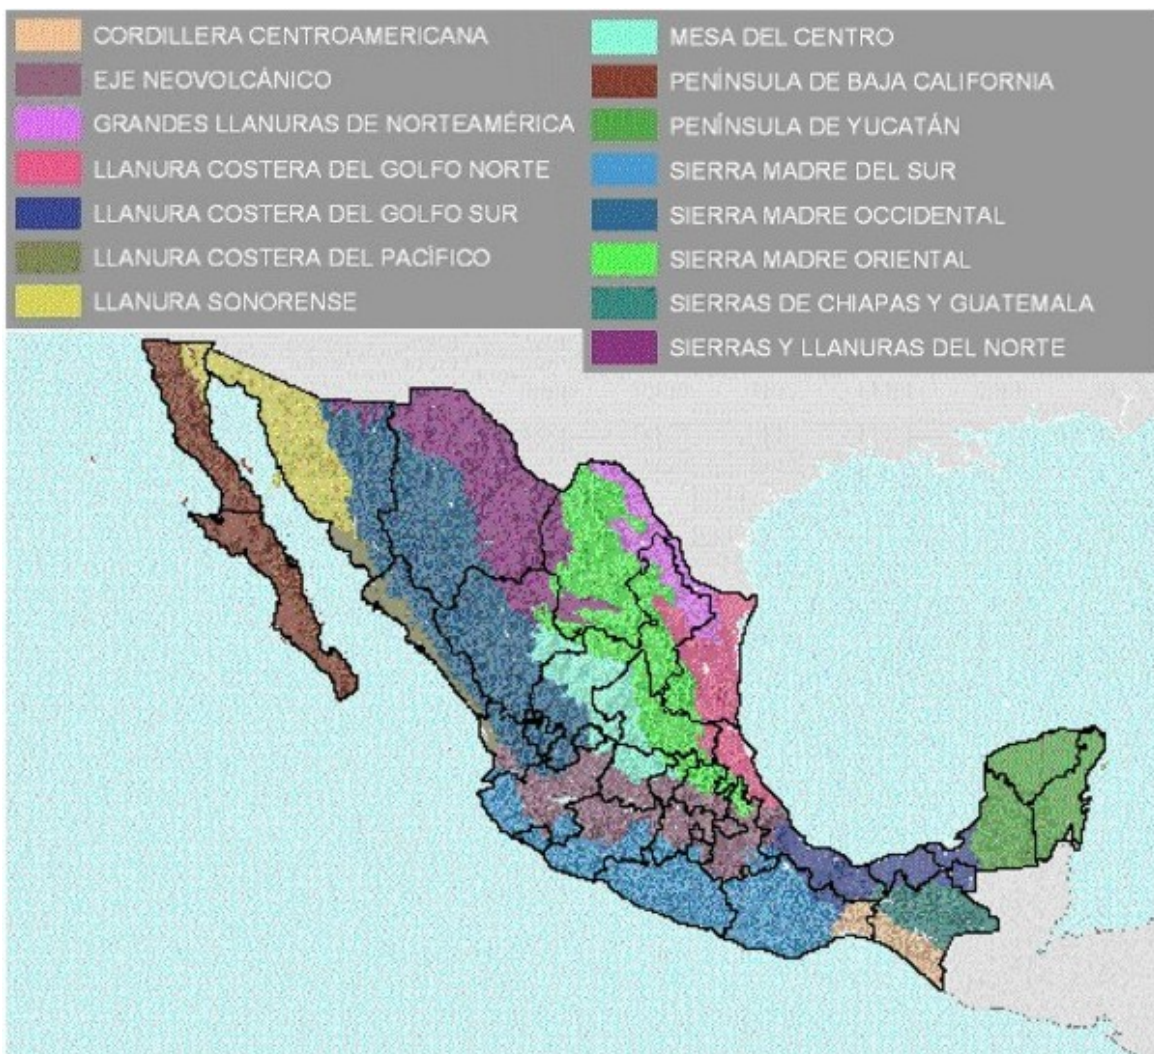 CORDILLERA CENTROAMERICANA
EJE NEOVOLCÁNICO
GRANDES LLANURAS DE NORTEAMÉRICA
LLANURA COSTERA DEL GOLFO NORTE
LLANURA COSTERA DEL GOLFO SUR
LLANURA COSTERA DEL PACÍFICO
LLANURA SONORENSE
MESA DEL CENTRO
PENÍNSULA DE BAJA CALIFORNIA
PENÍNSULA DE YUCATÁN
SIERRA MADRE DEL SUR
SIERRA MADRE OCCIDENTAL
SIERRA MADRE ORIENTAL
SIERRAS DE CHIAPAS Y GUATEMALA
SIERRAS Y LLANURAS DEL NORTE